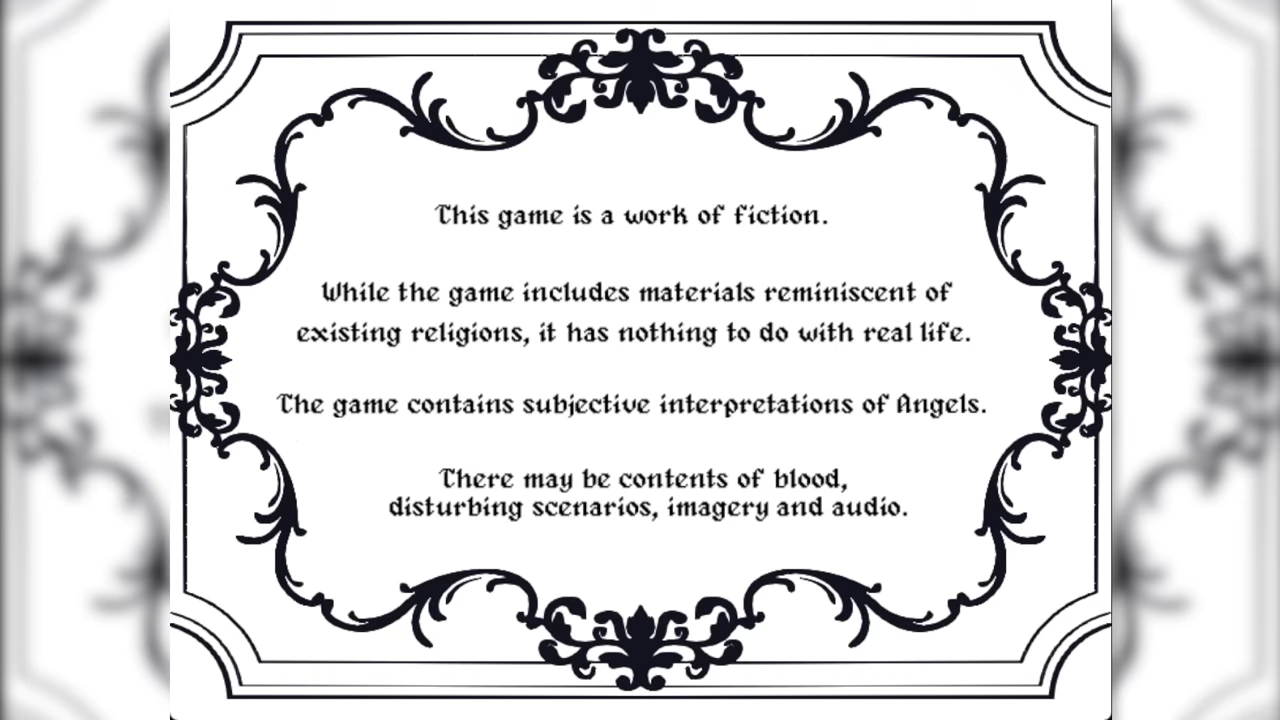 This game is a work of fiction.
While the game includes materials reminiscent of
existing religions, it has nothing to do with real life.
The game contains subjective interpretations of Angels.
There may be contents of blood,
disturbing scenarios, imagery and audio.